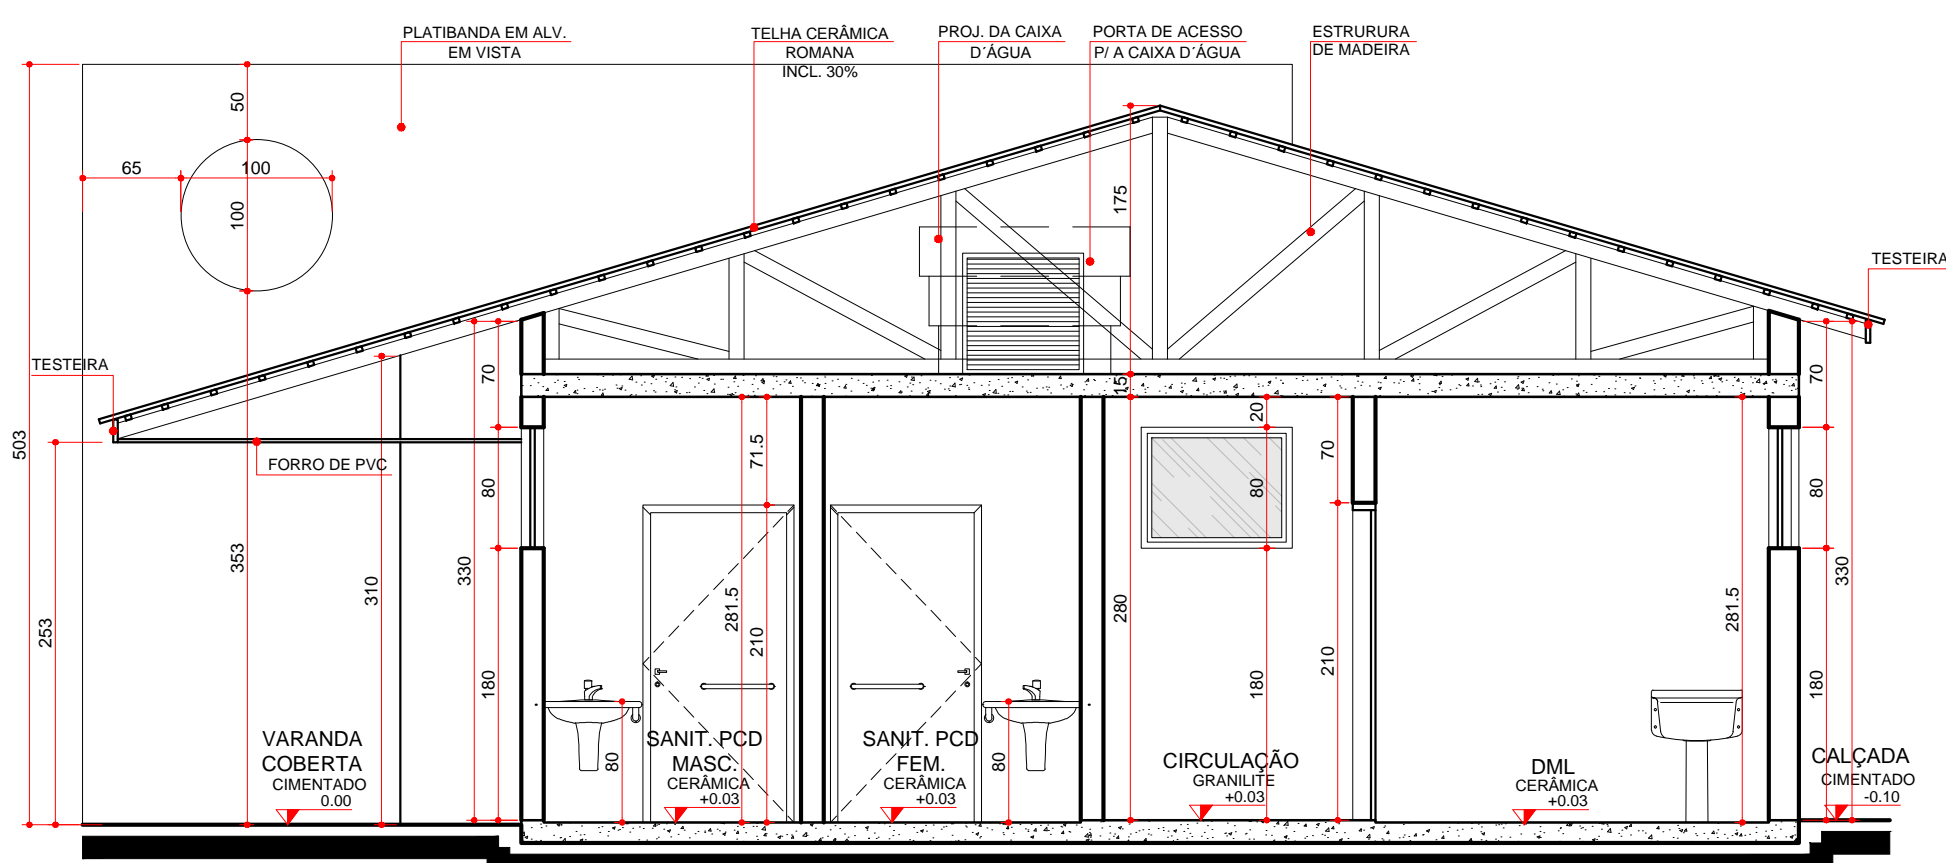 PLATIBANDA EM ALV.
EM VISTA
TELHA CERÂMICA
ROMANA
INCL. 30%
PROJ. DA CAIXA
D´ÁGUA
PORTA DE ACESSO
P/ A CAIXA D´ÁGUA
ESTRURURA
DE MADEIRA
50
65
100
100
175
TESTEIRA
TESTEIRA
70
15
70
20
70
71.5
503
FORRO DE PVC
80
80
80
253
353
310
330
281.5
210
280
210
281.5
330
180
180
180
80
80
VARANDA
COBERTA
CIMENTADO
0.00
SANIT. PCD
MASC.
CERÂMICA
+0.03
SANIT. PCD
FEM.
CERÂMICA
+0.03
CIRCULAÇÃO
GRANILITE
+0.03
DML
CERÂMICA
+0.03
CALÇADA
CIMENTADO
-0.10